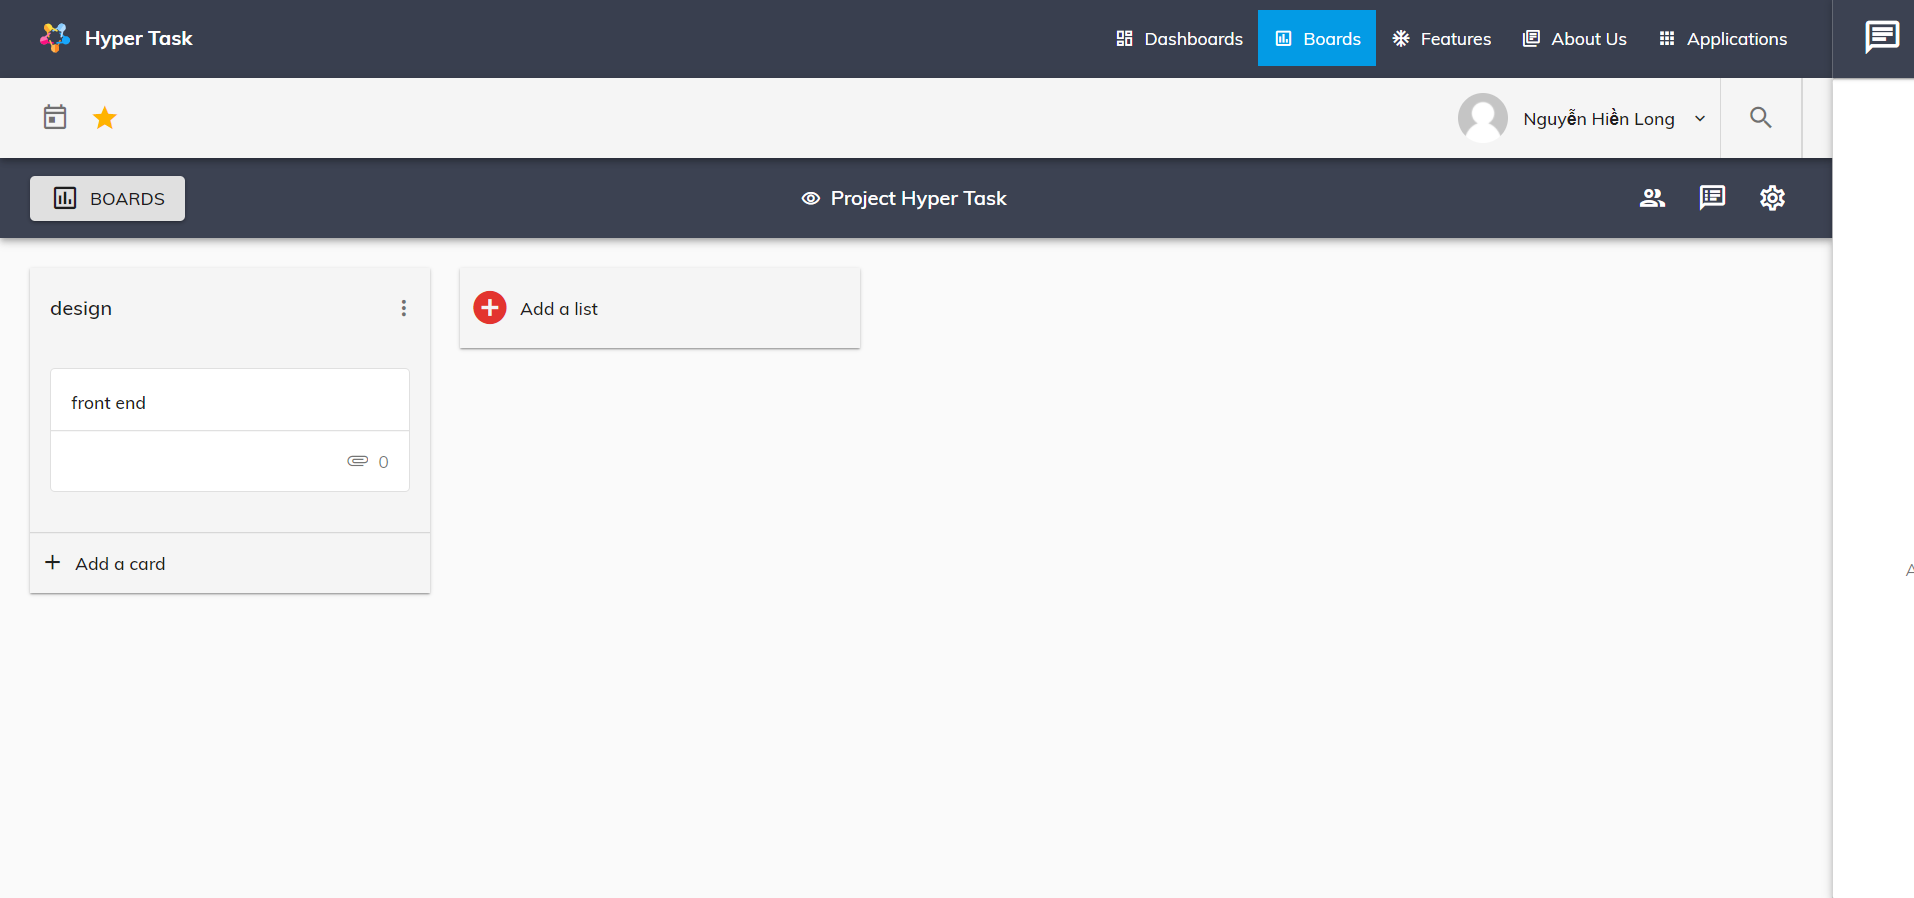 Hyper Task
Dashboards
Boards
Features
About Us
Applications
Nguyễn Hiền Long
BOARDS
Project Hyper Task
design
Add a list
front end
0
Add a card
A